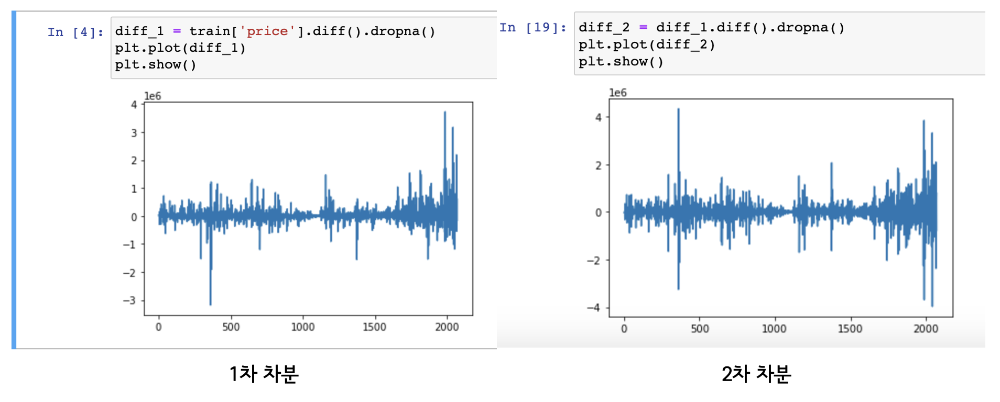 In [4]:
diff_1 = train['price'].diff().dropna()
plt.plot(diff_1)
plt.show()
1e6
4
3
2
1
0
−1
−2
−3
0 500 1000 1500 2000
1차 차분
In [19]:
diff_2 = diff_1.diff().dropna()
plt.plot(diff_2)
plt.show()
1e6
4
2
0
−2
−4
0 500 1000 1500 2000
2차 차분